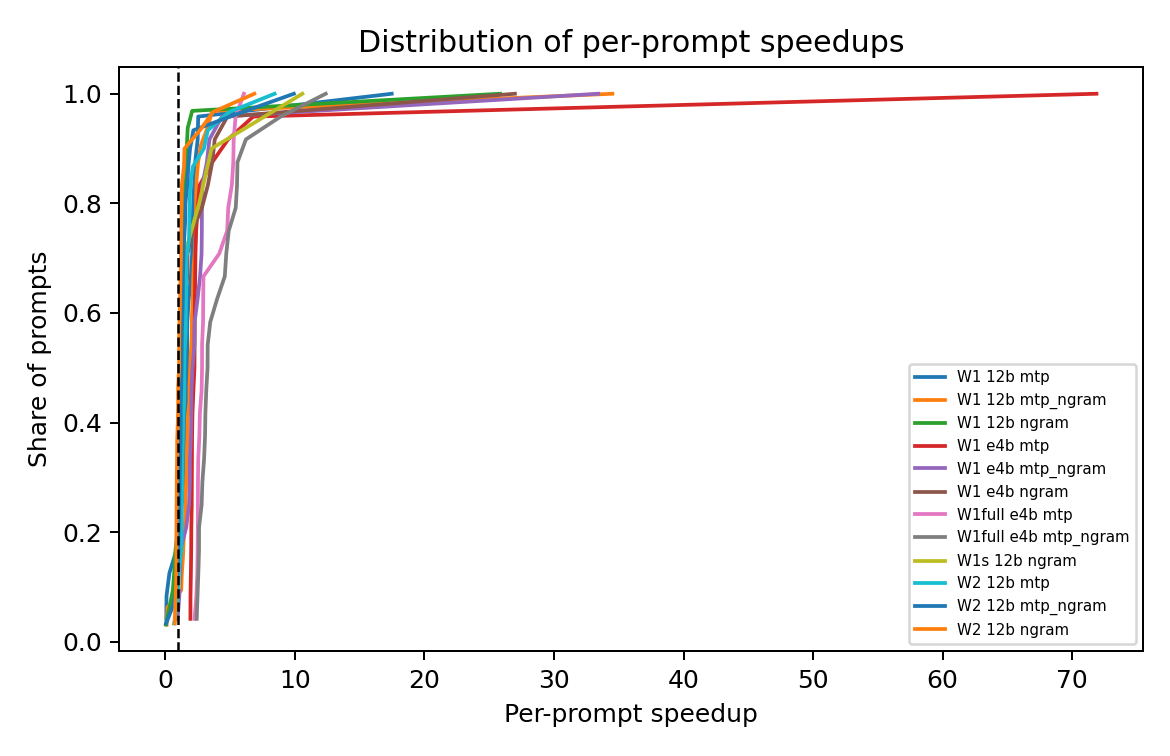 Distribution of per-prompt speedups
Share of prompts
1.0
0.8
0.6
0.4
0.2
0.0
W1 12b mtp
W1 12b mtp_ngram
W1 12b ngram
W1 e4b mtp
W1 e4b mtp_ngram
W1 e4b ngram
W1full e4b mtp
W1full e4b mtp_ngram
W1s 12b ngram
W2 12b mtp
W2 12b mtp_ngram
W2 12b ngram
0 10 20 30 40 50 60 70
Per-prompt speedup